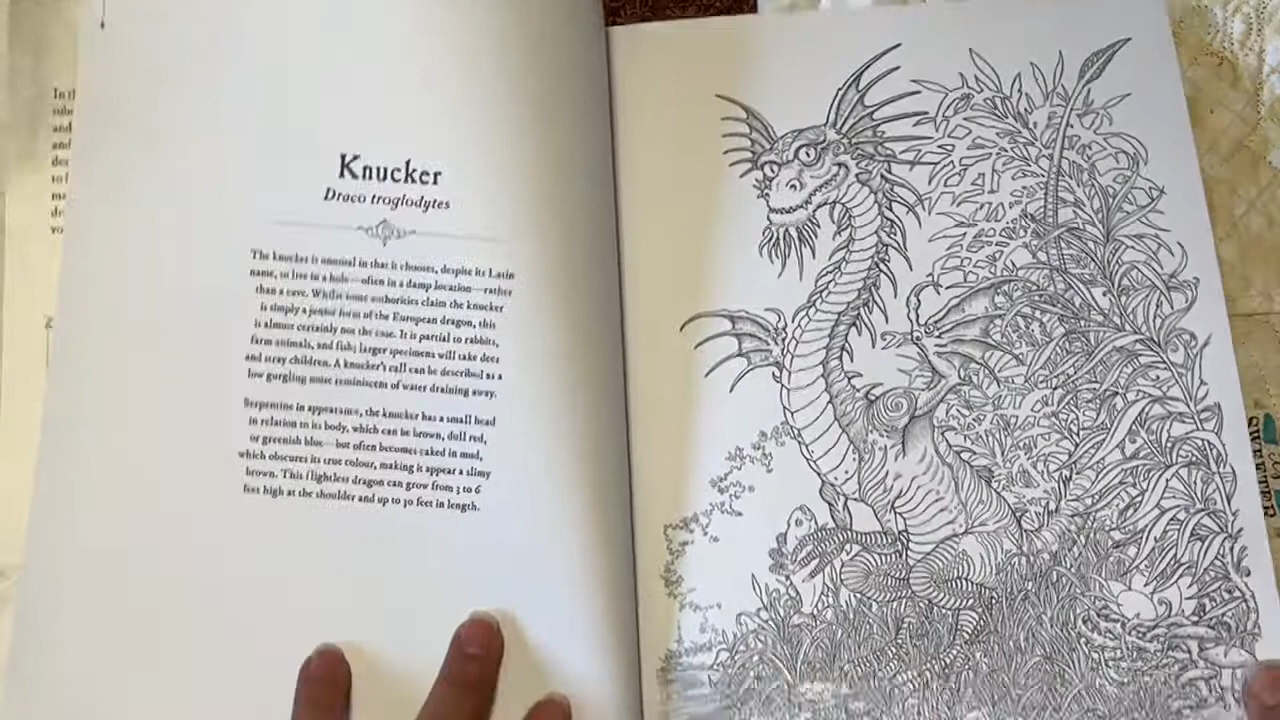 Knucker
Draco troglodytes
The knucker is unusual in that it chooses, despite its Latin
name, to live in a hole—often in a damp location—rather
than a cave. Whilst some authorities claim the knucker
is simply a junior form of the European dragon, this
is almost certainly not the case. It is partial to rabbits,
farm animals, and fish; larger specimens will take deer
and stray children. A knucker's call can be described as a
low gurgling noise reminiscent of water draining away.
Serpentine in appearance, the knucker has a small head
in relation to its body, which can be brown, dull red,
or greenish blue—but often becomes caked in mud,
which obscures its true colour, making it appear a slimy
brown. This flightless dragon can grow from 3 to 6
feet high at the shoulder and up to 30 feet in length.
and
and
SWEETER